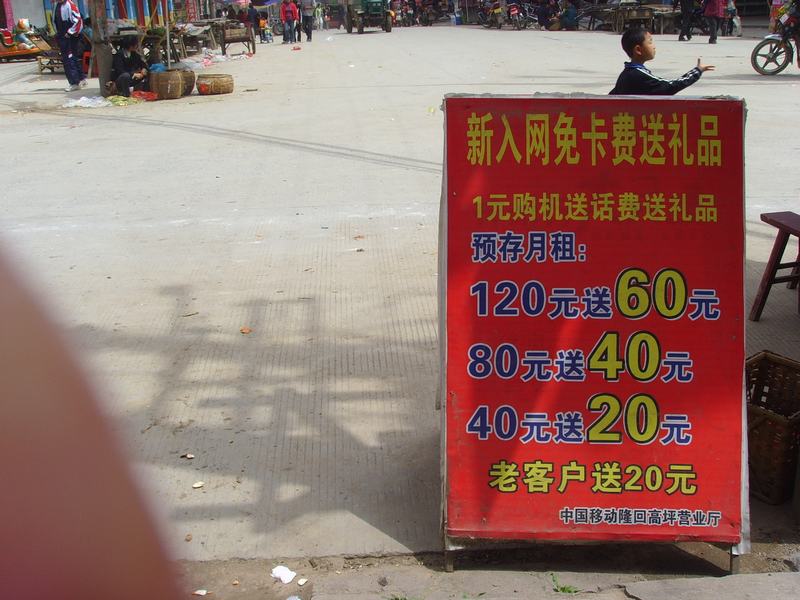 新入网免卡费送礼品
1元购机送话费送礼品
预存月租:
120元送60元
80元送40元
40元送20元
老客户送20元
中国移动隆回高坪营业厅